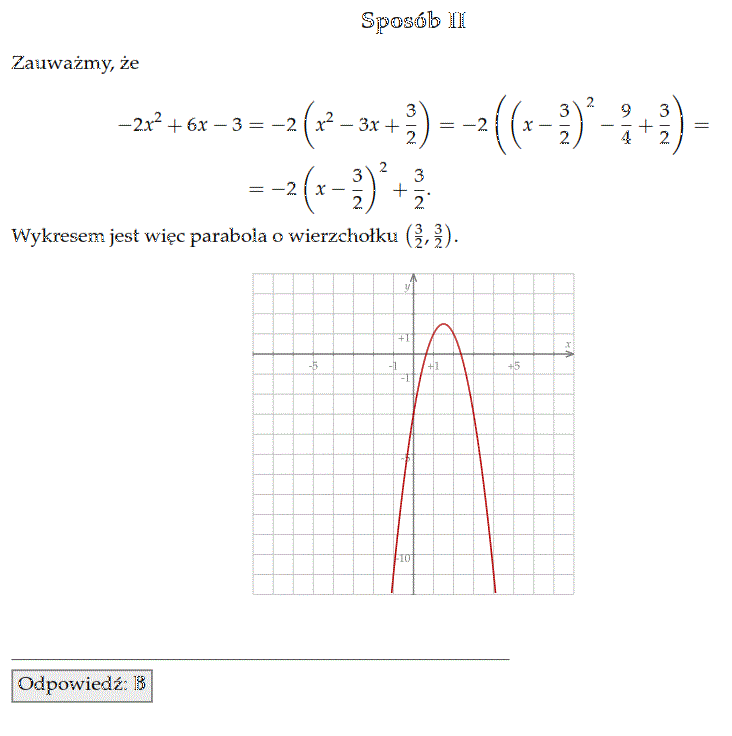 Sposób II
Zauważmy, że
$-2x^2 + 6x - 3 = -2\left(x^2 - 3x + \frac{3}{2}\right) = -2\left(\left(x - \frac{3}{2}\right)^2 - \frac{9}{4} + \frac{3}{2}\right) =$
$= -2\left(x - \frac{3}{2}\right)^2 + \frac{3}{2}.$
Wykresem jest więc parabola o wierzchołku $\left(\frac{3}{2}, \frac{3}{2}\right)$.
y
+1
x
-5 -1 +1 +5
-1
-5
-10
Odpowiedź: B